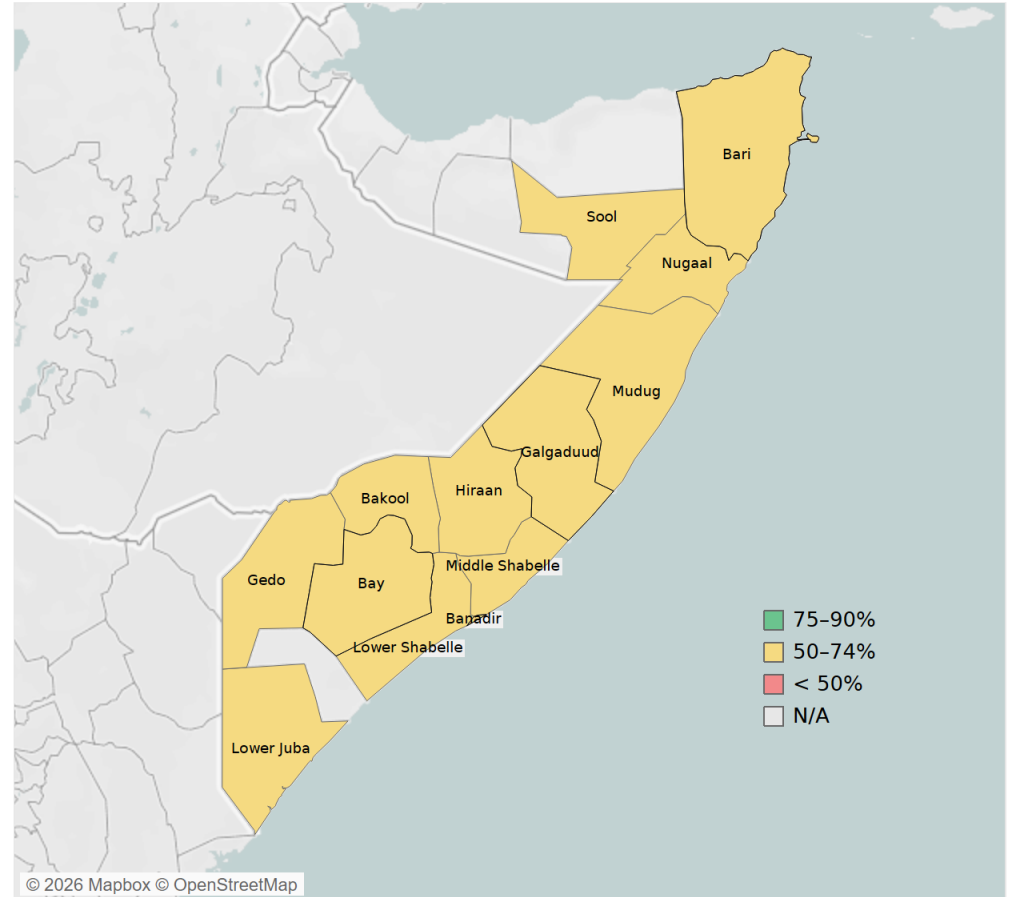 Bari
Sool
Nugaal
Mudug
Galgaduud
Hiraan
Bakool
Middle Shabelle
Gedo
Bay
Banadir
Lower Shabelle
Lower Juba
75–90%
50–74%
< 50%
N/A
© 2026 Mapbox © OpenStreetMap